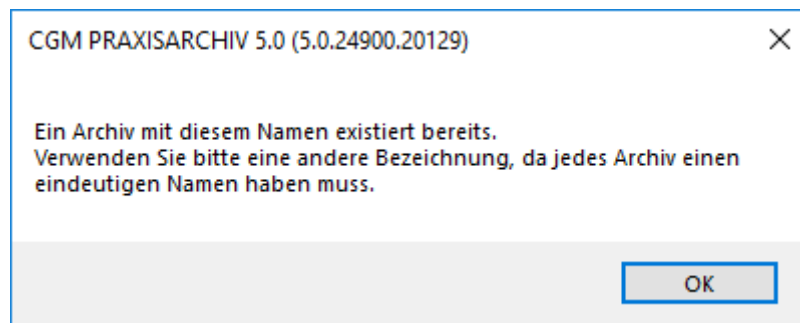 CGM PRAXISARCHIV 5.0 (5.0.24900.20129)
Ein Archiv mit diesem Namen existiert bereits.
Verwenden Sie bitte eine andere Bezeichnung, da jedes Archiv einen
eindeutigen Namen haben muss.
OK